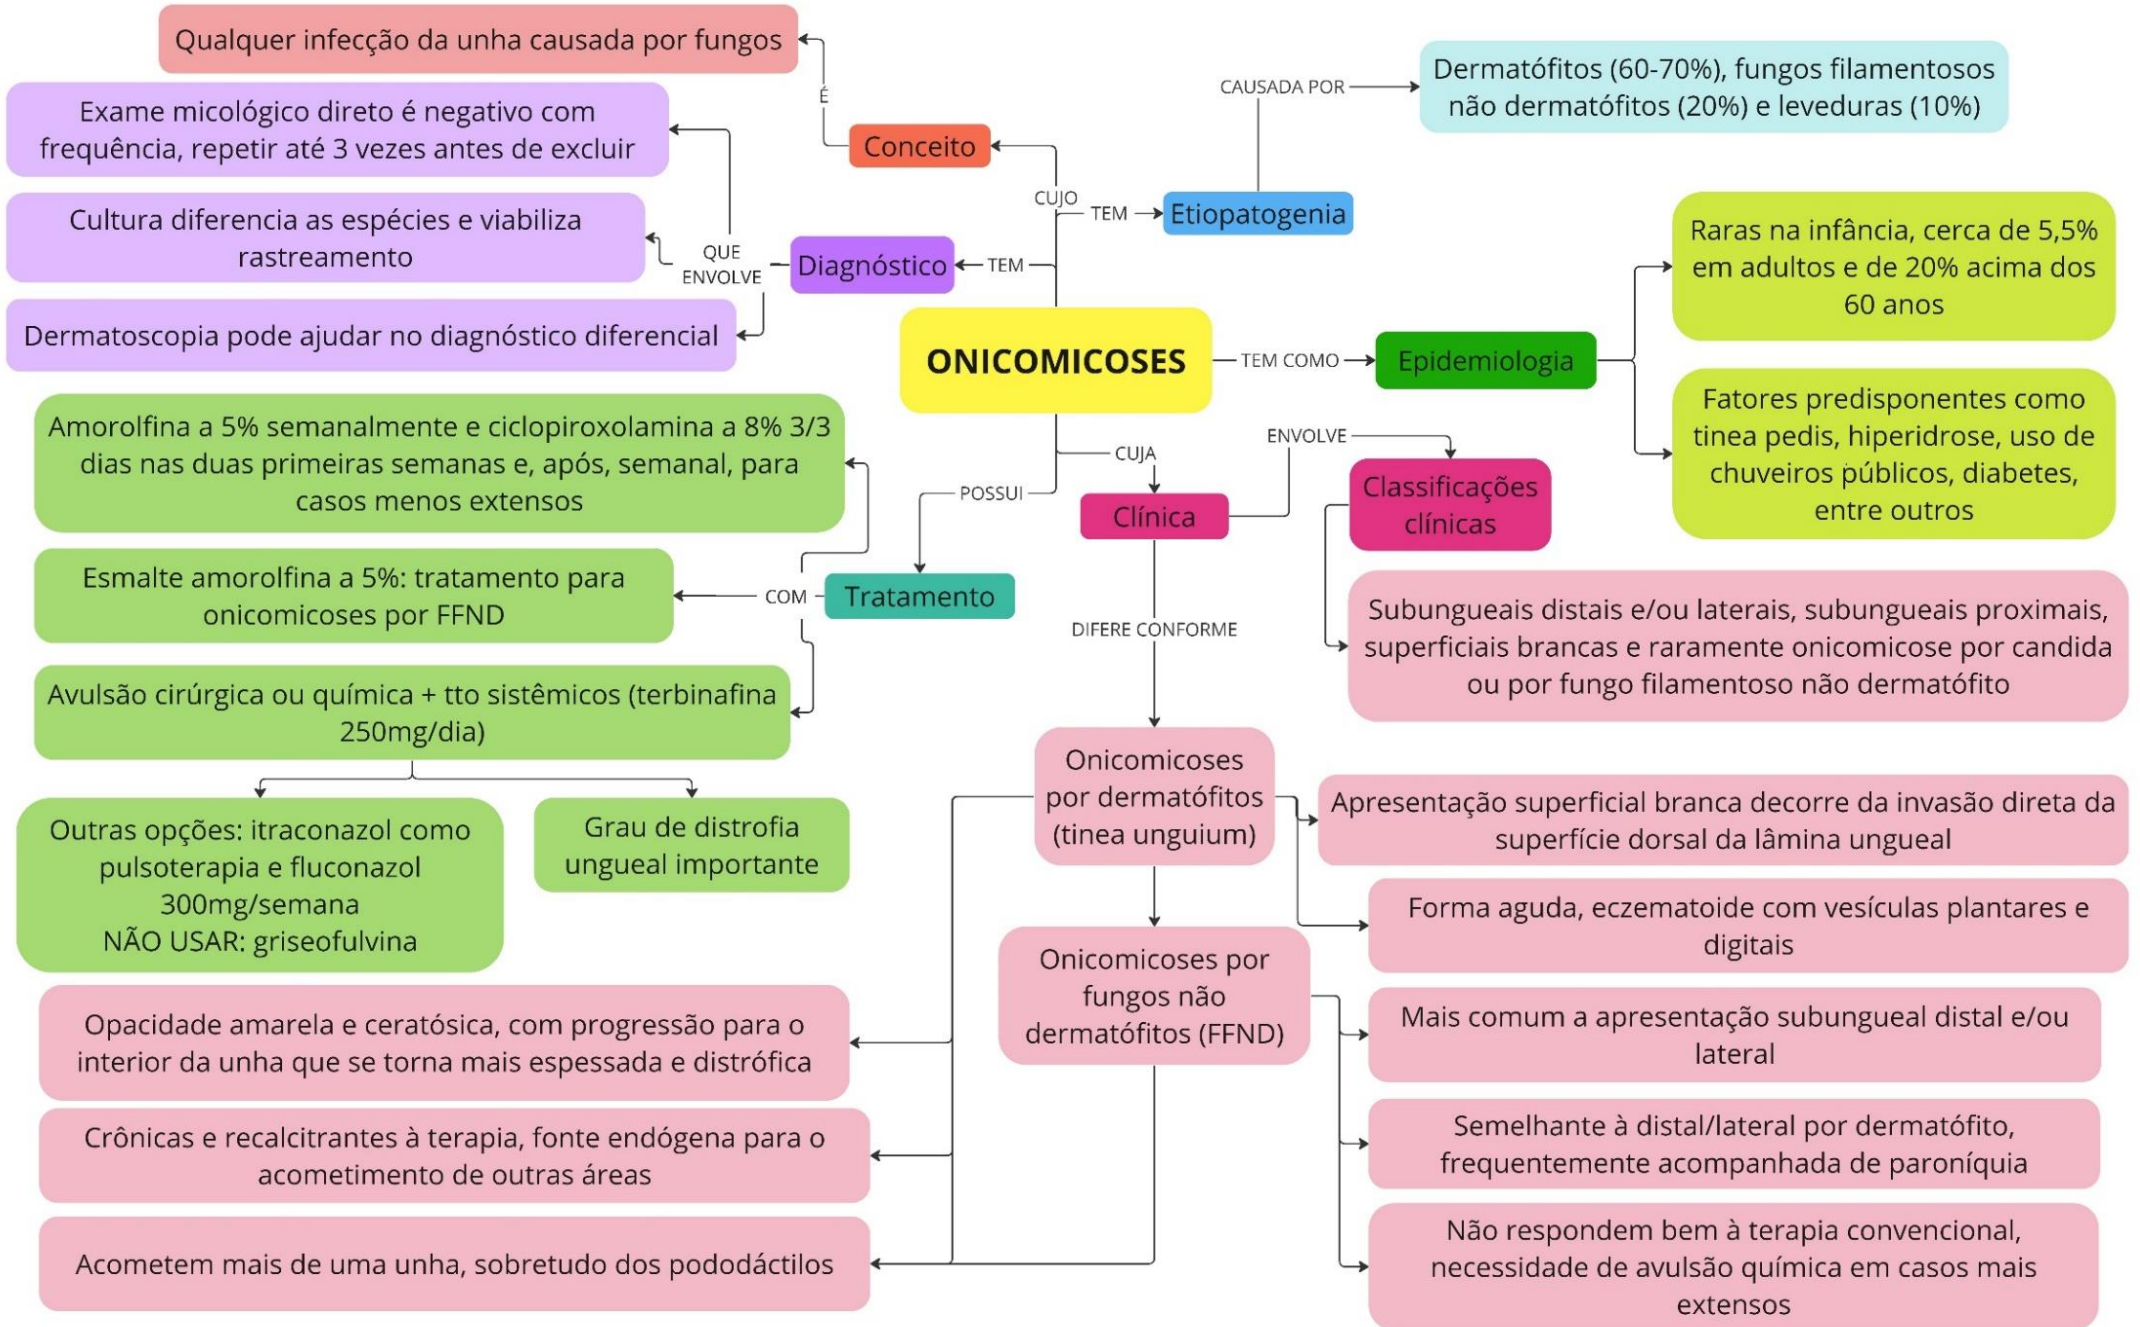 Qualquer infecção da unha causada por fungos
É
Conceito
CUJO
Exame micológico direto é negativo com
frequência, repetir até 3 vezes antes de excluir
Cultura diferencia as espécies e viabiliza
rastreamento
Dermatoscopia pode ajudar no diagnóstico diferencial
QUE
ENVOLVE
Diagnóstico
TEM
CAUSADA POR
Dermatófitos (60-70%), fungos filamentosos
não dermatófitos (20%) e leveduras (10%)
TEM
Etiopatogenia
ONICOMICOSES
TEM COMO
Epidemiologia
Raras na infância, cerca de 5,5%
em adultos e de 20% acima dos
60 anos
Fatores predisponentes como
tinea pedis, hiperidrose, uso de
chuveiros públicos, diabetes,
entre outros
Amorolfina a 5% semanalmente e ciclopiroxolamina a 8% 3/3
dias nas duas primeiras semanas e, após, semanal, para
casos menos extensos
POSSUI
Esmalte amorolfina a 5%: tratamento para
onicomicoses por FFND
COM
Tratamento
Avulsão cirúrgica ou química + tto sistêmicos (terbinafina
250mg/dia)
Outras opções: itraconazol como
pulsoterapia e fluconazol
300mg/semana
NÃO USAR: griseofulvina
Grau de distrofia
ungueal importante
CUJA
Clínica
ENVOLVE
Classificações
clínicas
Subungueais distais e/ou laterais, subungueais proximais,
superficiais brancas e raramente onicomicose por candida
ou por fungo filamentoso não dermatófito
DIFERE CONFORME
Onicomicoses
por dermatófitos
(tinea unguium)
Apresentação superficial branca decorre da invasão direta da
superfície dorsal da lâmina ungueal
Forma aguda, eczematoide com vesículas plantares e
digitais
Onicomicoses por
fungos não
dermatófitos (FFND)
Opacidade amarela e ceratósica, com progressão para o
interior da unha que se torna mais espessada e distrófica
Crônicas e recalcitrantes à terapia, fonte endógena para o
acometimento de outras áreas
Acometem mais de uma unha, sobretudo dos pododáctilos
Mais comum a apresentação subungueal distal e/ou
lateral
Semelhante à distal/lateral por dermatófito,
frequentemente acompanhada de paroníquia
Não respondem bem à terapia convencional,
necessidade de avulsão química em casos mais
extensos